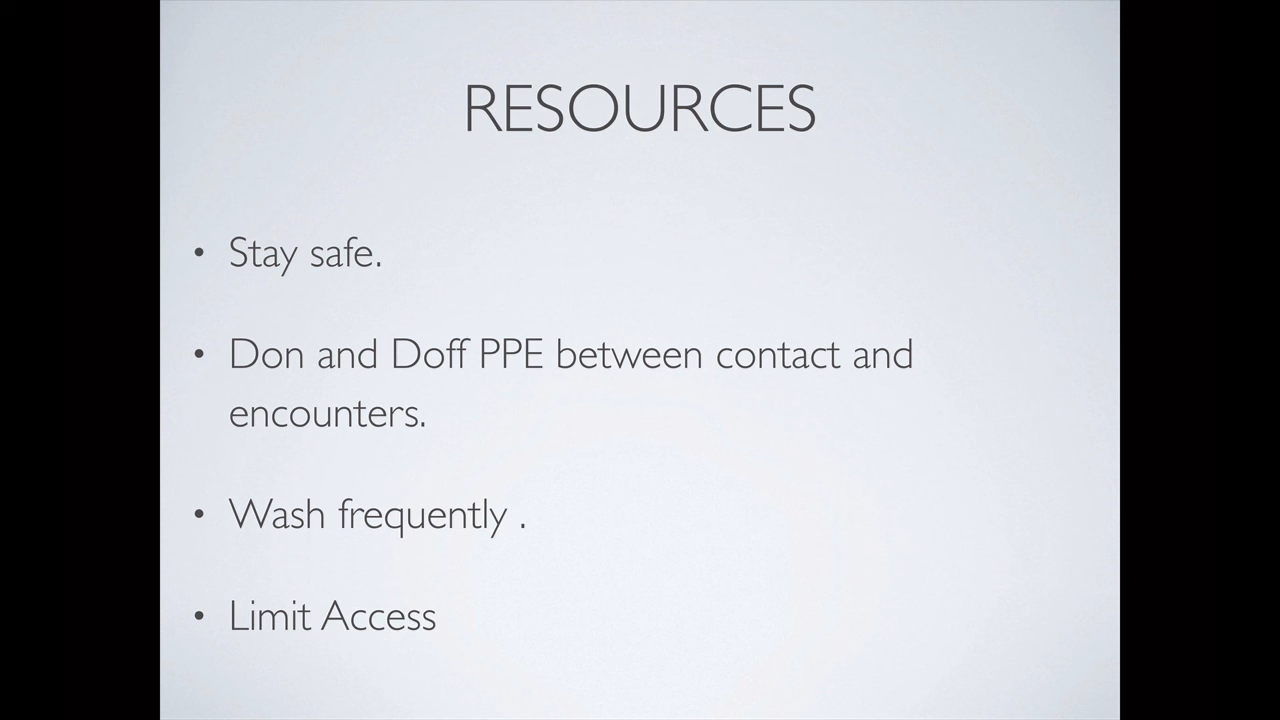 RESOURCES
• Stay safe.
• Don and Doff PPE between contact and
encounters.
• Wash frequently .
• Limit Access